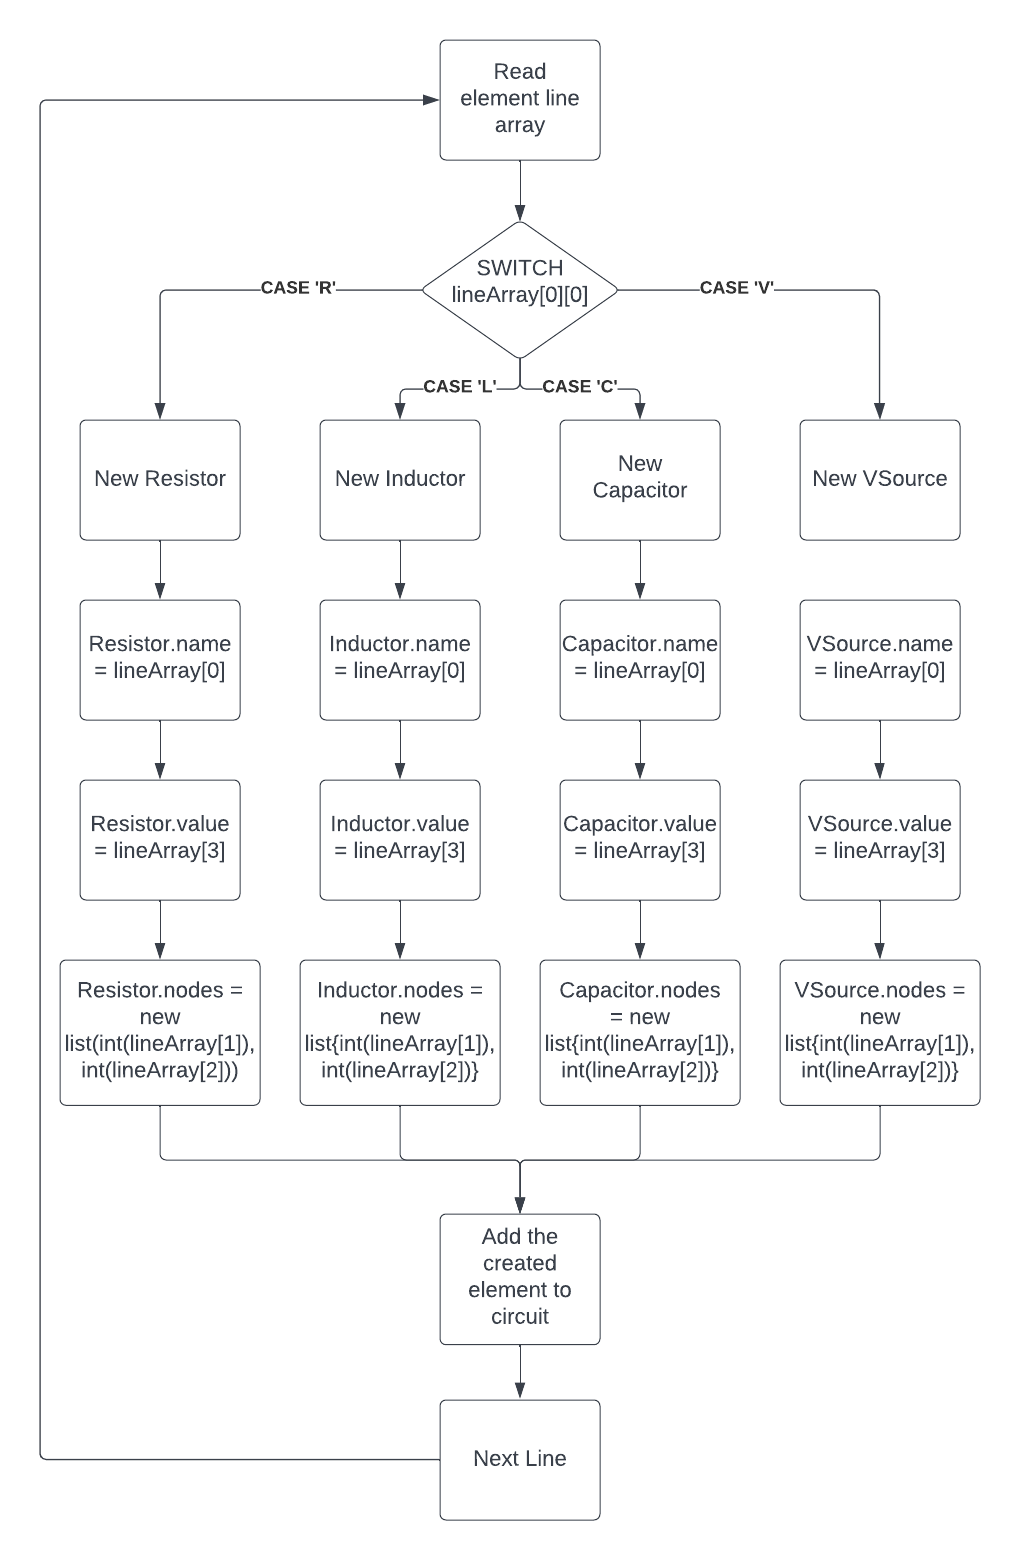 Read
element line
array
SWITCH
lineArray[0][0]
CASE 'R'
CASE 'V'
CASE 'L'
CASE 'C'
New Resistor
New Inductor
New
Capacitor
New VSource
Resistor.name
= lineArray[0]
Inductor.name
= lineArray[0]
Capacitor.name
= lineArray[0]
VSource.name
= lineArray[0]
Resistor.value
= lineArray[3]
Inductor.value
= lineArray[3]
Capacitor.value
= lineArray[3]
VSource.value
= lineArray[3]
Resistor.nodes =
new
list(int(lineArray[1]),
int(lineArray[2]))
Inductor.nodes =
new
list{int(lineArray[1]),
int(lineArray[2])}
Capacitor.nodes
= new
list{int(lineArray[1]),
int(lineArray[2])}
VSource.nodes =
new
list{int(lineArray[1]),
int(lineArray[2])}
Add the
created
element to
circuit
Next Line